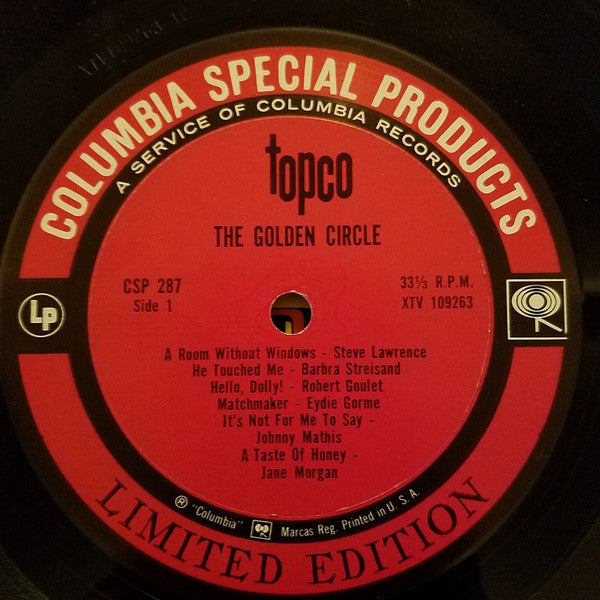 COLUMBIA SPECIAL PRODUCTS
A SERVICE OF COLUMBIA RECORDS
topco
THE GOLDEN CIRCLE
CSP 287
Side 1
33⅓ R.P.M.
XTV 109263
LP
A Room Without Windows - Steve Lawrence
He Touched Me - Barbra Streisand
Hello, Dolly! - Robert Goulet
Matchmaker - Eydie Gorme
It's Not For Me To Say -
Johnny Mathis
A Taste Of Honey -
Jane Morgan
® "Columbia" Marcas Reg. Printed in U. S. A.
LIMITED EDITION